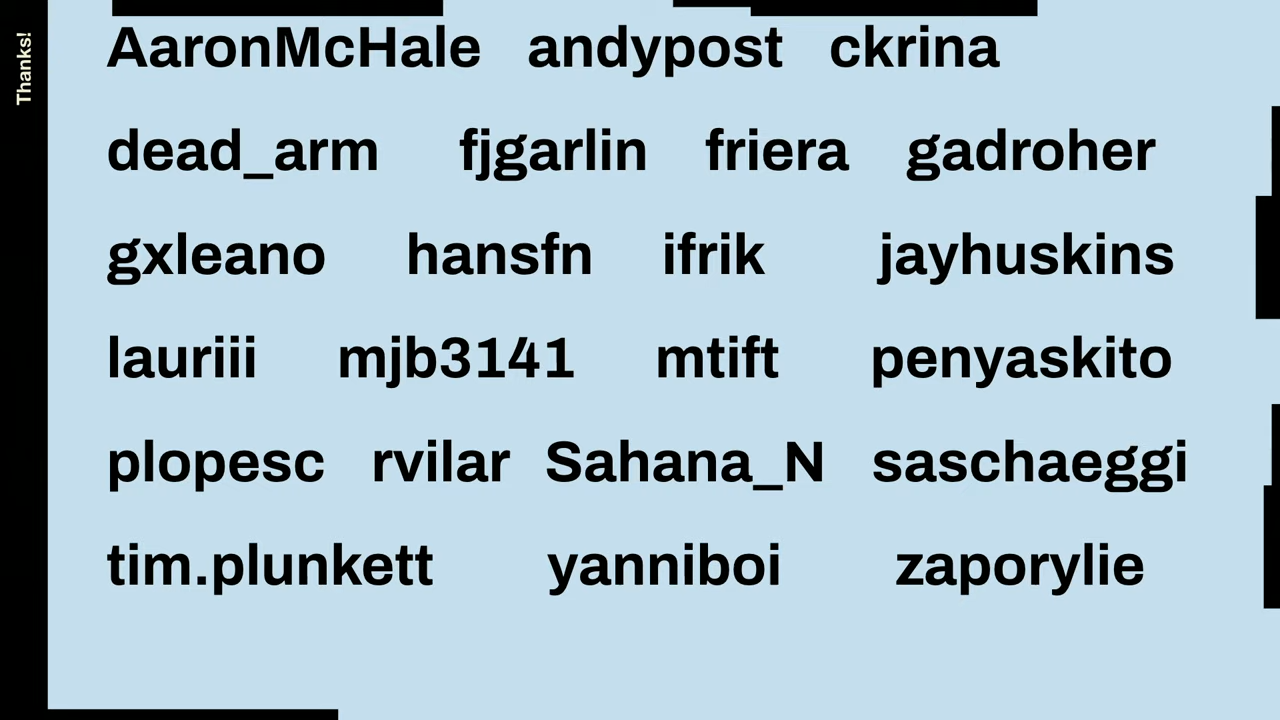 Thanks!
AaronMcHale andypost ckrina
dead_arm fjgarlin friera gadroher
gxleano hansfn ifrik jayhuskins
lauriii mjb3141 mtift penyaskito
plopesc rvilar Sahana_N saschaeggi
tim.plunkett yanniboi zaporylie